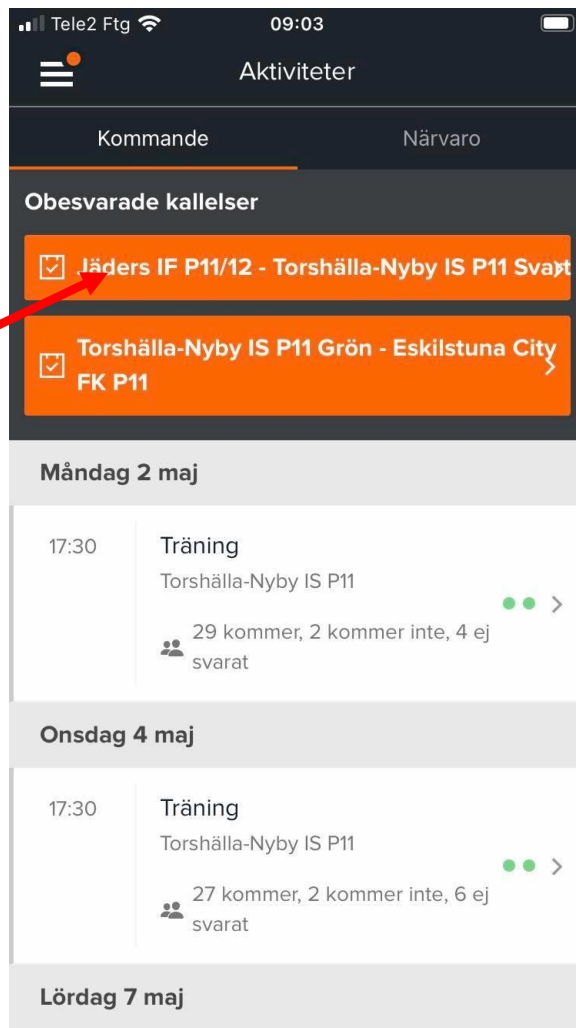 Tele2 Ftg 09:03
Aktiviteter
Kommande Närvaro
Obesvarade kallelser
Jäders IF P11/12 - Torshälla-Nyby IS P11 Svart
Torshälla-Nyby IS P11 Grön - Eskilstuna City
FK P11
Måndag 2 maj
17:30 Träning
Torshälla-Nyby IS P11
29 kommer, 2 kommer inte, 4 ej
svarat
Onsdag 4 maj
17:30 Träning
Torshälla-Nyby IS P11
27 kommer, 2 kommer inte, 6 ej
svarat
Lördag 7 maj